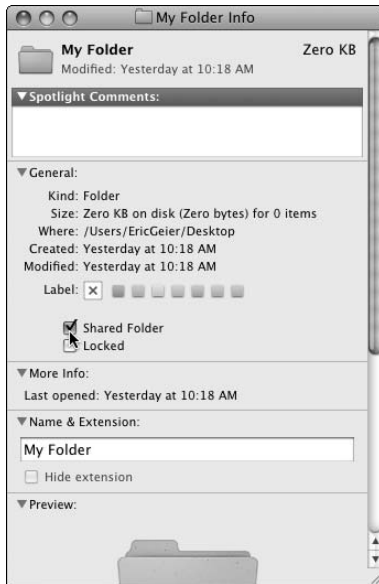 My Folder Info
My Folder Zero KB
Modified: Yesterday at 10:18 AM
Spotlight Comments:
General:
Kind: Folder
Size: Zero KB on disk (Zero bytes) for 0 items
Where: /Users/EricGeier/Desktop
Created: Yesterday at 10:18 AM
Modified: Yesterday at 10:18 AM
Label:
Shared Folder
Locked
More Info:
Last opened: Yesterday at 10:18 AM
Name & Extension:
My Folder
Hide extension
Preview: